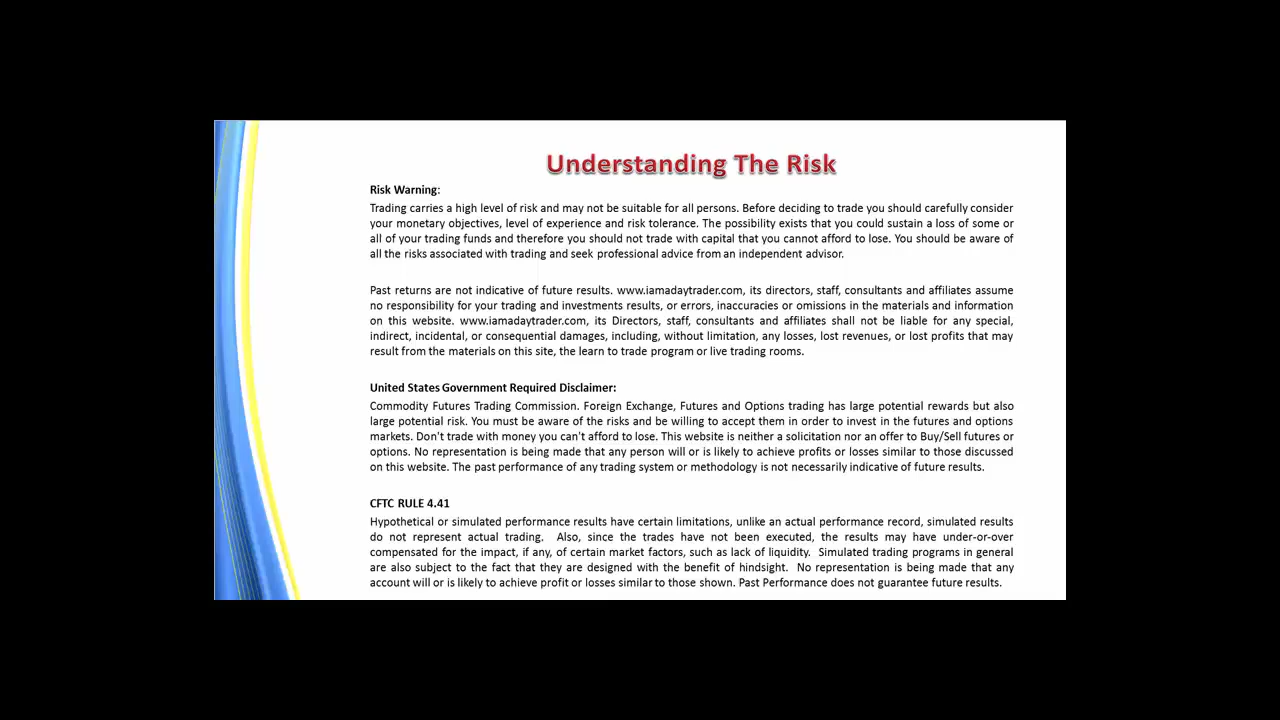 Understanding The Risk
Risk Warning:
Trading carries a high level of risk and may not be suitable for all persons. Before deciding to trade you should carefully consider
your monetary objectives, level of experience and risk tolerance. The possibility exists that you could sustain a loss of some or
all of your trading funds and therefore you should not trade with capital that you cannot afford to lose. You should be aware of
all the risks associated with trading and seek professional advice from an independent advisor.
Past returns are not indicative of future results. www.iamadaytrader.com, its directors, staff, consultants and affiliates assume
no responsibility for your trading and investments results, or errors, inaccuracies or omissions in the materials and information
on this website. www.iamadaytrader.com, its Directors, staff, consultants and affiliates shall not be liable for any special,
indirect, incidental, or consequential damages, including, without limitation, any losses, lost revenues, or lost profits that may
result from the materials on this site, the learn to trade program or live trading rooms.
United States Government Required Disclaimer:
Commodity Futures Trading Commission. Foreign Exchange, Futures and Options trading has large potential rewards but also
large potential risk. You must be aware of the risks and be willing to accept them in order to invest in the futures and options
markets. Don't trade with money you can't afford to lose. This website is neither a solicitation nor an offer to Buy/Sell futures or
options. No representation is being made that any person will or is likely to achieve profits or losses similar to those discussed
on this website. The past performance of any trading system or methodology is not necessarily indicative of future results.
CFTC RULE 4.41
Hypothetical or simulated performance results have certain limitations, unlike an actual performance record, simulated results
do not represent actual trading. Also, since the trades have not been executed, the results may have under-or-over
compensated for the impact, if any, of certain market factors, such as lack of liquidity. Simulated trading programs in general
are also subject to the fact that they are designed with the benefit of hindsight. No representation is being made that any
account will or is likely to achieve profit or losses similar to those shown. Past Performance does not guarantee future results.